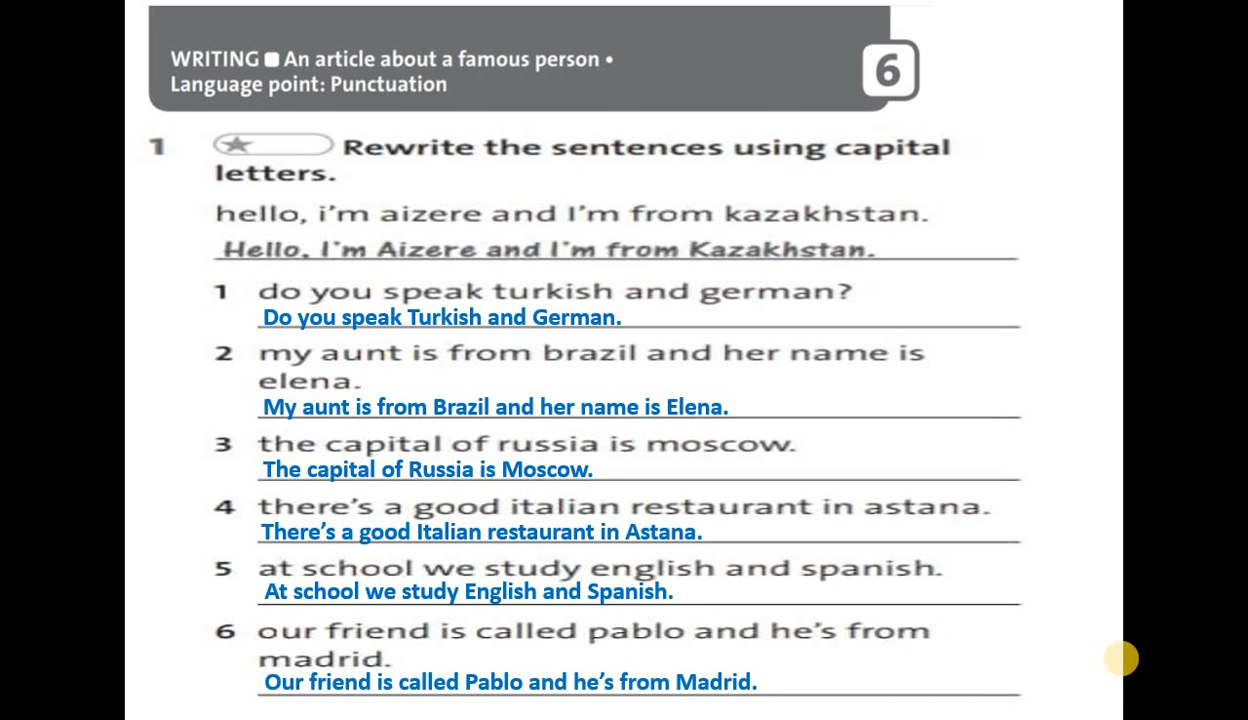 WRITING ■ An article about a famous person •
Language point: Punctuation
6
1 ★ Rewrite the sentences using capital
letters.
hello, i'm aizere and I'm from kazakhstan.
Hello, I'm Aizere and I'm from Kazakhstan.
1 do you speak turkish and german?
Do you speak Turkish and German.
2 my aunt is from brazil and her name is
elena.
My aunt is from Brazil and her name is Elena.
3 the capital of russia is moscow.
The capital of Russia is Moscow.
4 there's a good italian restaurant in astana.
There's a good Italian restaurant in Astana.
5 at school we study english and spanish.
At school we study English and Spanish.
6 our friend is called pablo and he's from
madrid.
Our friend is called Pablo and he's from Madrid.